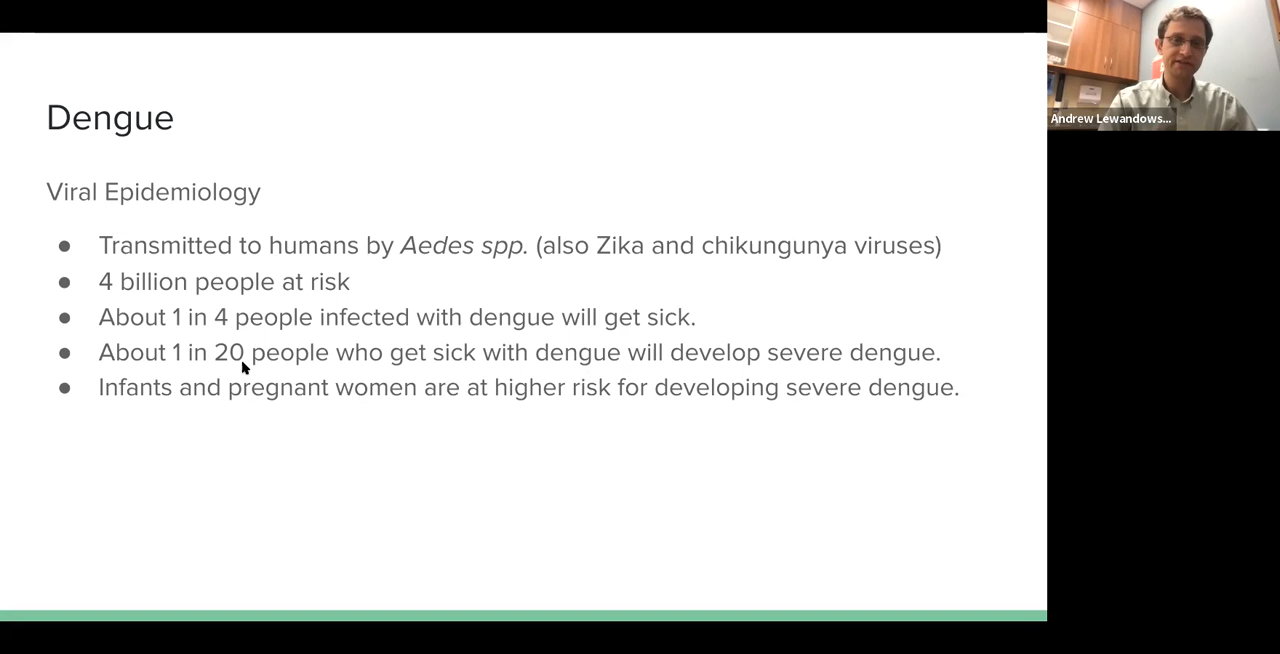 Dengue
Viral Epidemiology
● Transmitted to humans by Aedes spp. (also Zika and chikungunya viruses)
● 4 billion people at risk
● About 1 in 4 people infected with dengue will get sick.
● About 1 in 20 people who get sick with dengue will develop severe dengue.
● Infants and pregnant women are at higher risk for developing severe dengue.
Andrew Lewandows...